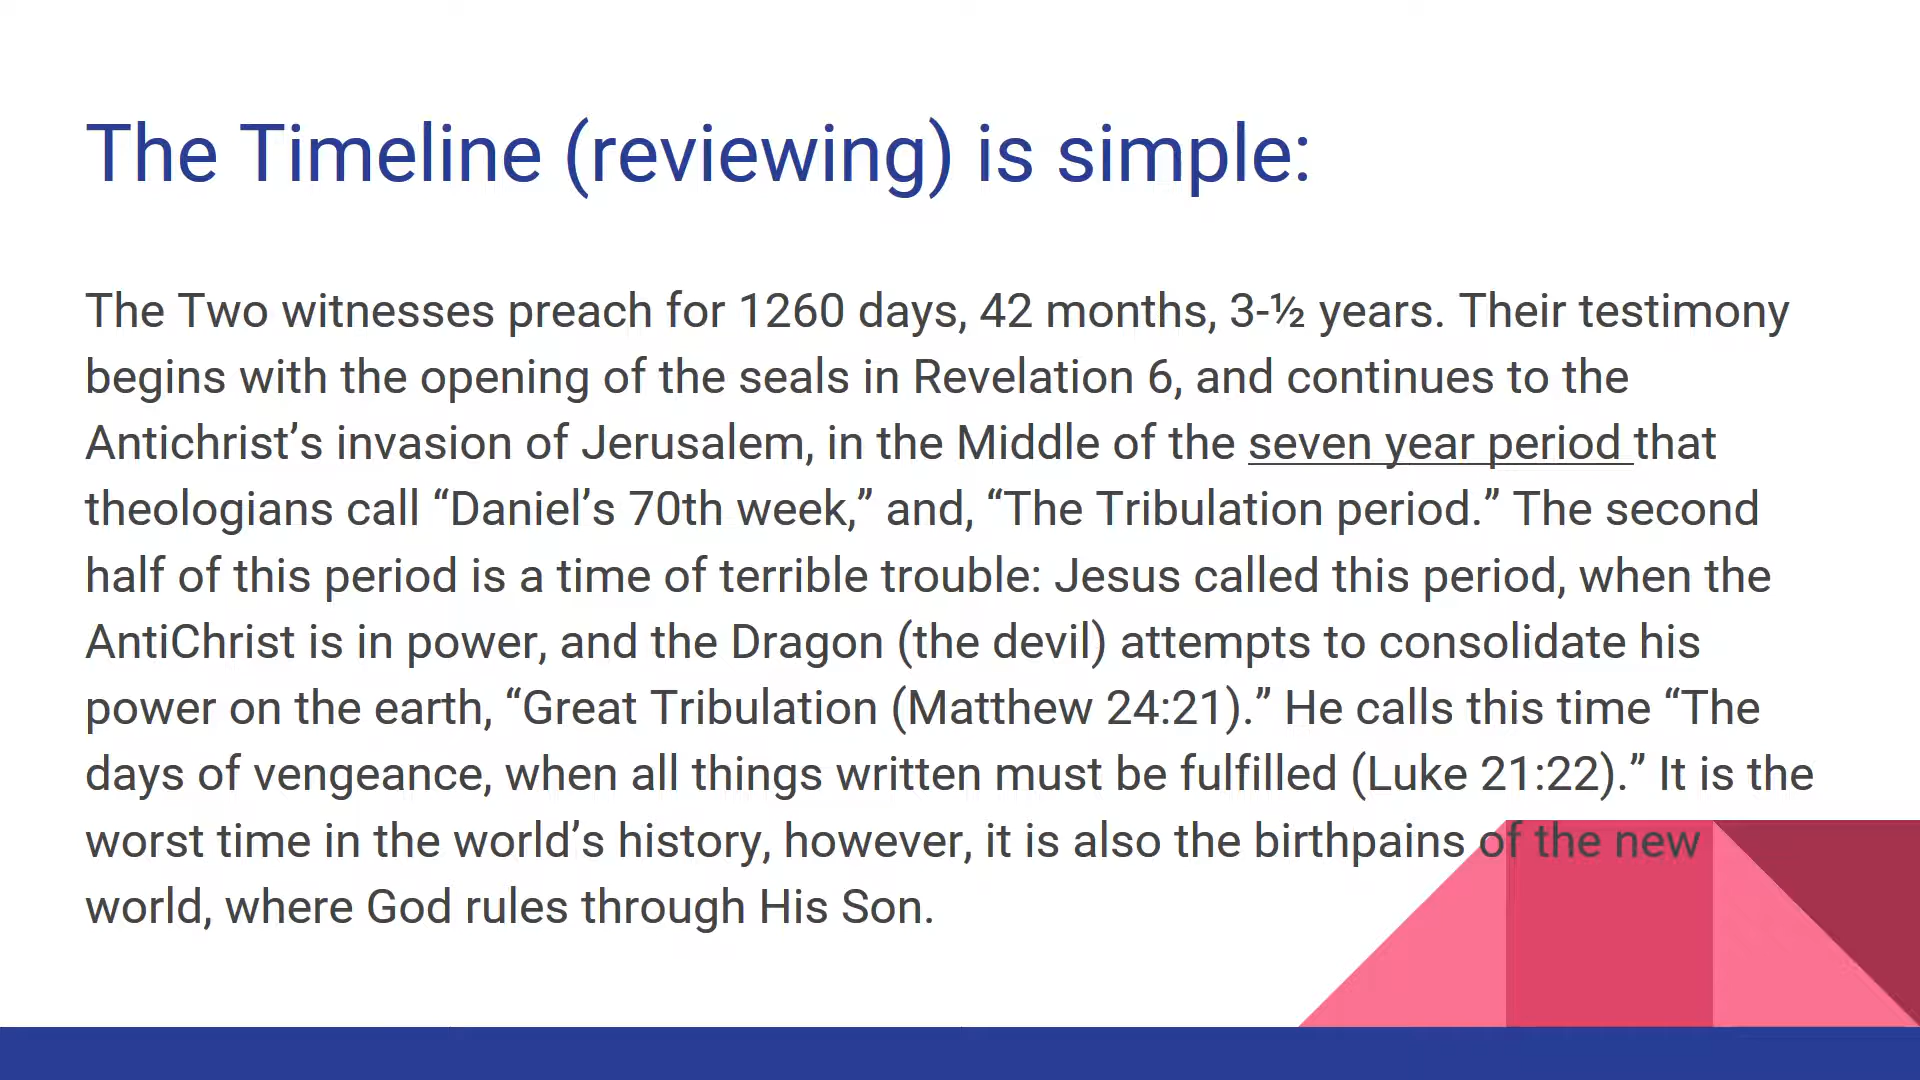 The Timeline (reviewing) is simple:
The Two witnesses preach for 1260 days, 42 months, 3-½ years. Their testimony
begins with the opening of the seals in Revelation 6, and continues to the
Antichrist’s invasion of Jerusalem, in the Middle of the seven year period that
theologians call “Daniel’s 70th week,” and, “The Tribulation period.” The second
half of this period is a time of terrible trouble: Jesus called this period, when the
AntiChrist is in power, and the Dragon (the devil) attempts to consolidate his
power on the earth, “Great Tribulation (Matthew 24:21).” He calls this time “The
days of vengeance, when all things written must be fulfilled (Luke 21:22).” It is the
worst time in the world’s history, however, it is also the birthpains of the new
world, where God rules through His Son.